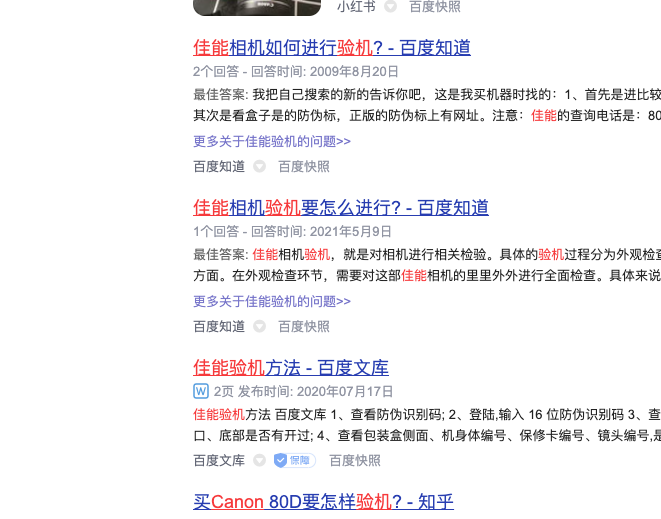 小红书 百度快照
佳能相机如何进行验机? - 百度知道
2个回答 - 回答时间: 2009年8月20日
最佳答案: 我把自己搜索的新的告诉你吧，这是我买机器时找的：1、首先是进比较
其次是看盒子是的防伪标，正版的防伪标上有网址。注意：佳能的查询电话是：80
更多关于佳能验机的问题>>
百度知道 百度快照
佳能相机验机要怎么进行? - 百度知道
1个回答 - 回答时间: 2021年5月9日
最佳答案: 佳能相机验机，就是对相机进行相关检验。具体的验机过程分为外观检查
方面。在外观检查环节，需要对这部佳能相机的里里外外进行全面检查。具体来说
更多关于佳能验机的问题>>
百度知道 百度快照
佳能验机方法 - 百度文库
W 2页 发布时间: 2020年07月17日
佳能验机方法 百度文库 1、查看防伪识别码; 2、登陆,输入 16 位防伪识别码 3、查
口、底部是否有开过; 4、查看包装盒侧面、机身体编号、保修卡编号、镜头编号,是
百度文库 保障 百度快照
买Canon 80D要怎样验机? - 知乎